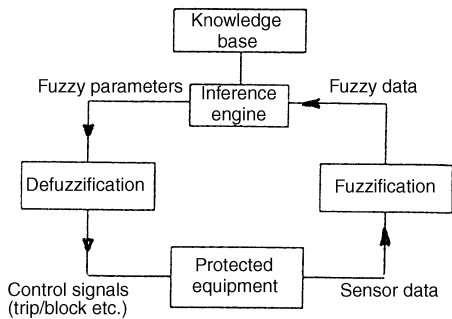 Knowledge
base
Fuzzy parameters
Fuzzy data
Inference
engine
Defuzzification
Fuzzification
Protected
equipment
Control signals
(trip/block etc.)
Sensor data